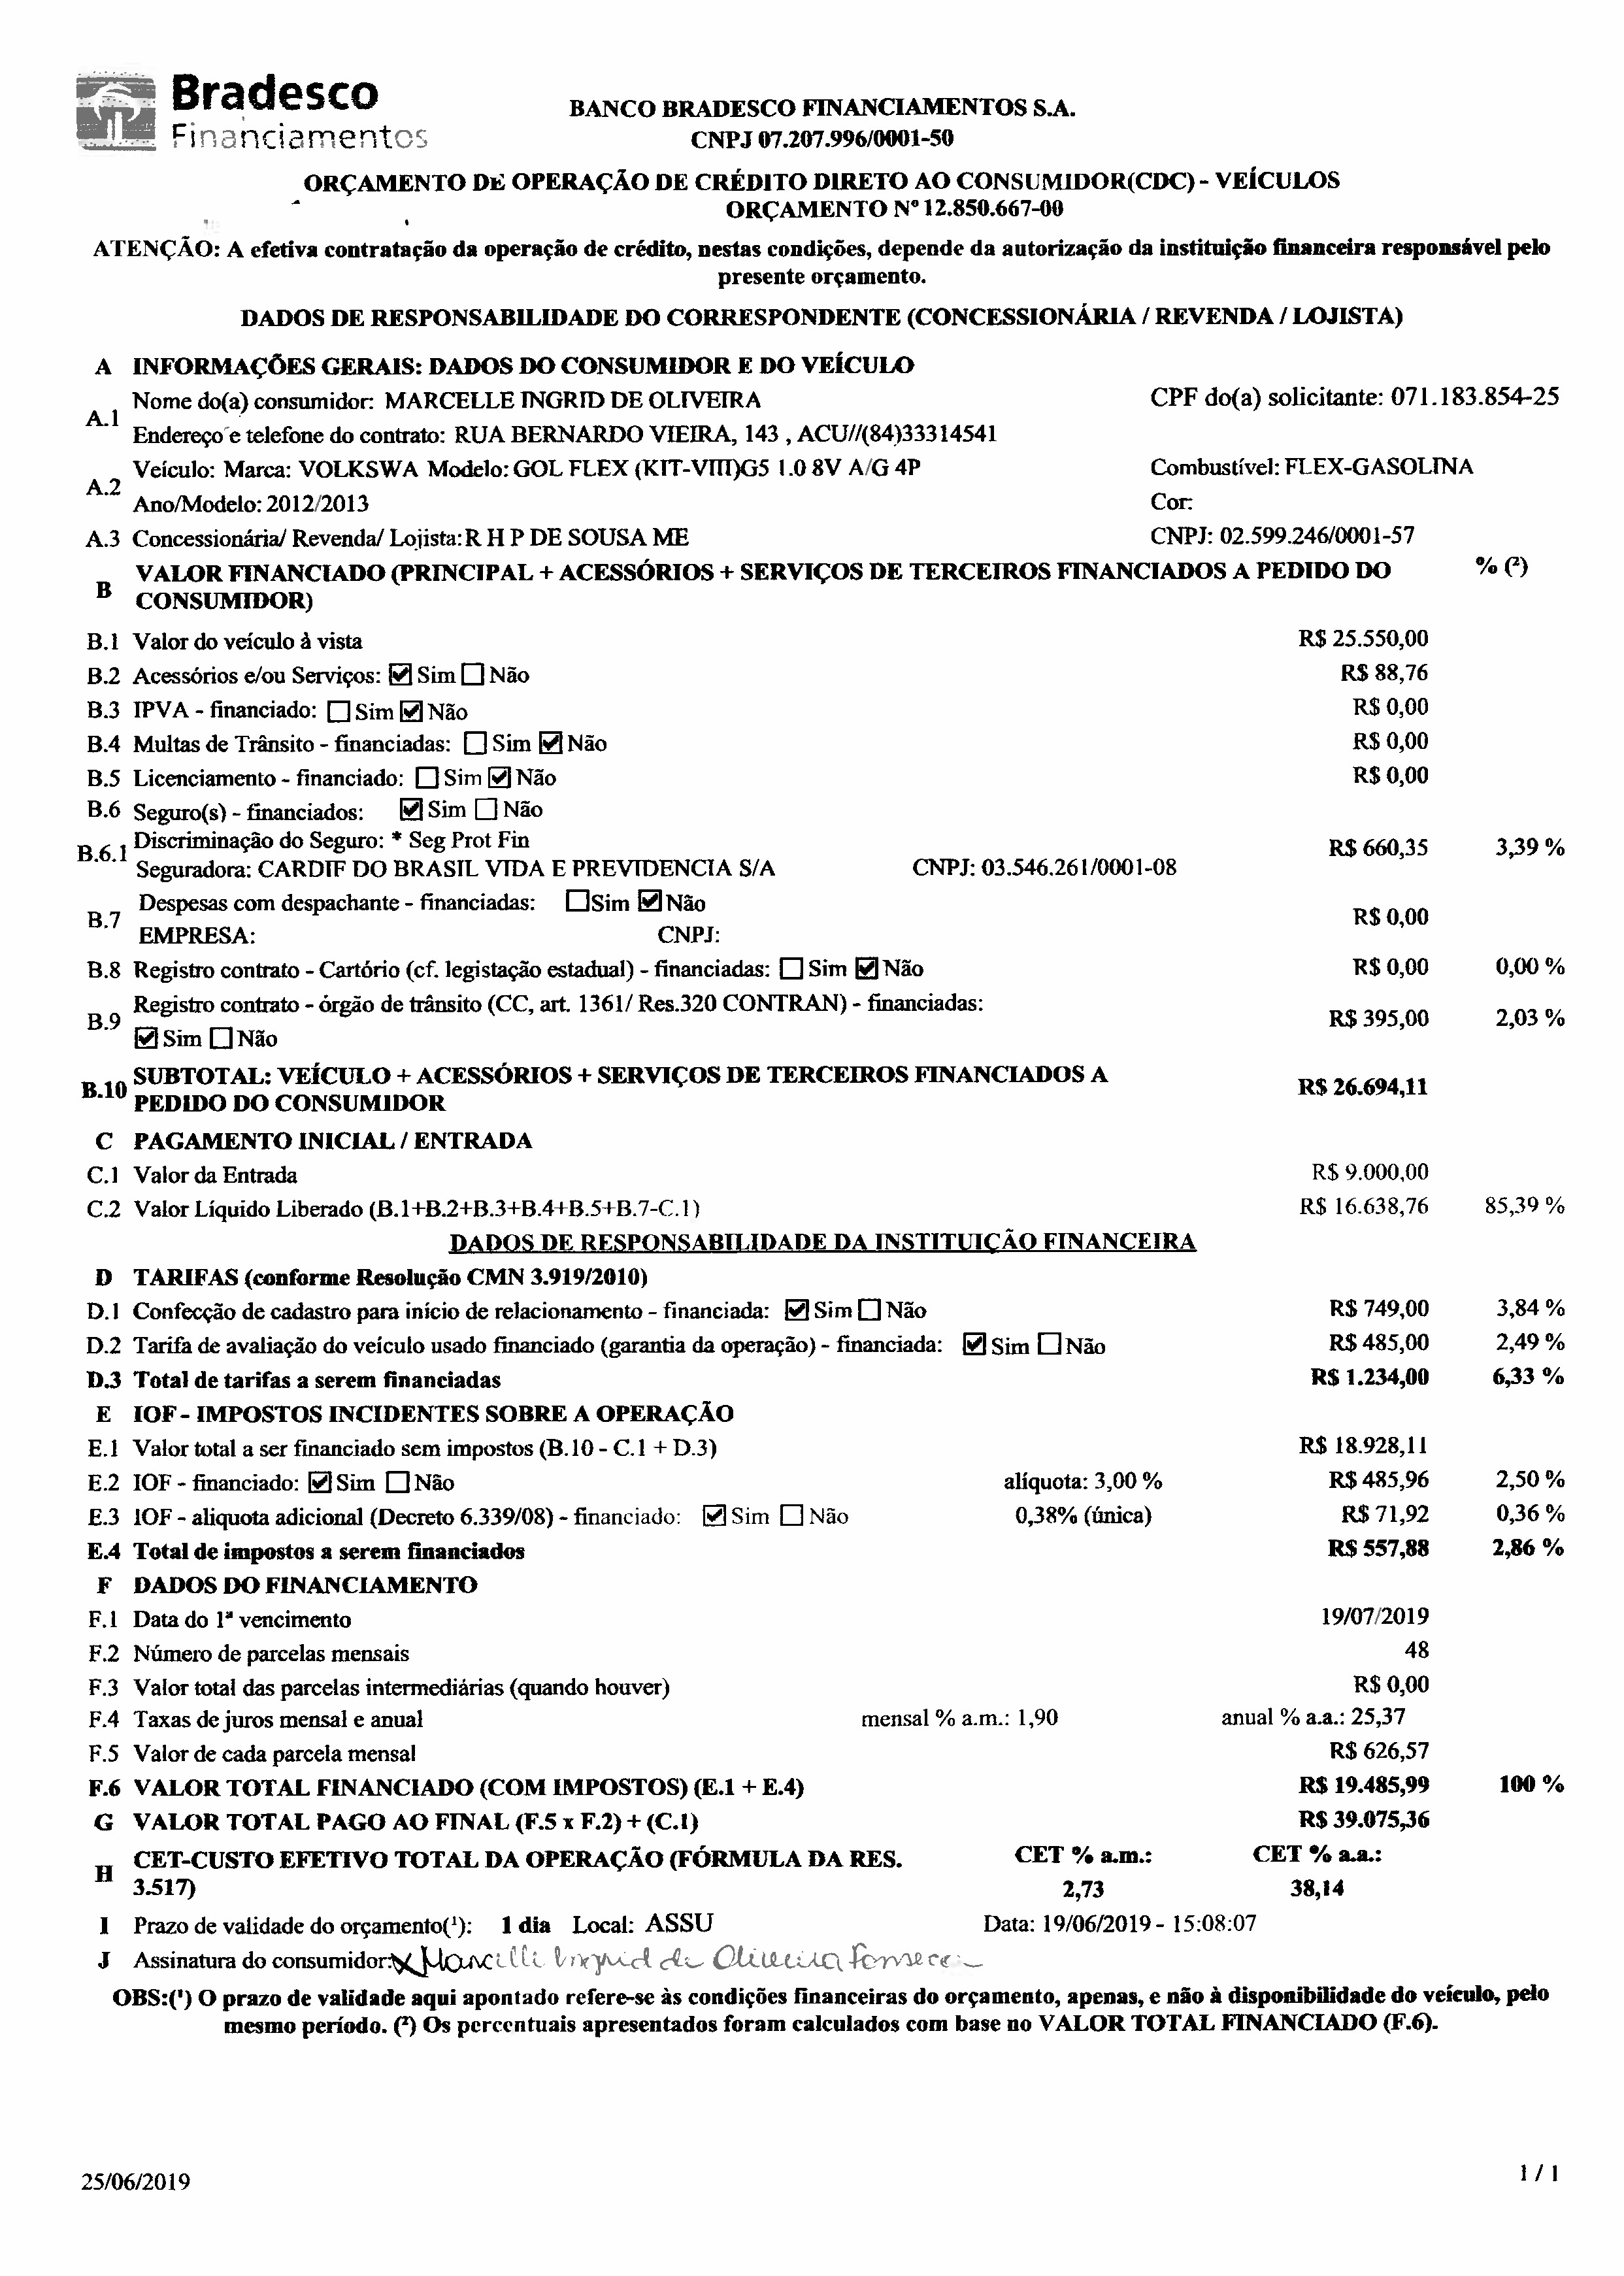 Bradesco
Financiamentos
BANCO BRADESCO FINANCIAMENTOS S.A.
CNPJ 07.207.996/0001-50
ORÇAMENTO DE OPERAÇÃO DE CRÉDITO DIRETO AO CONSUMIDOR(CDC) - VEÍCULOS
ORÇAMENTO Nº 12.850.667-00
ATENÇÃO: A efetiva contratação da operação de crédito, nestas condições, depende da autorização da instituição financeira responsável pelo
presente orçamento.
DADOS DE RESPONSABILIDADE DO CORRESPONDENTE (CONCESSIONÁRIA / REVENDA / LOJISTA)
A INFORMAÇÕES GERAIS: DADOS DO CONSUMIDOR E DO VEÍCULO
A.1 Nome do(a) consumidor: MARCELLE INGRID DE OLIVEIRA CPF do(a) solicitante: 071.183.854-25
Endereço e telefone do contrato: RUA BERNARDO VIEIRA, 143 , ACU//(84)33314541
A.2 Veículo: Marca: VOLKSWA Modelo: GOL FLEX (KIT-VIII)G5 1.0 8V A/G 4P Combustível: FLEX-GASOLINA
Ano/Modelo: 2012/2013 Cor:
A.3 Concessionária/ Revenda/ Lojista: R H P DE SOUSA ME CNPJ: 02.599.246/0001-57
B VALOR FINANCIADO (PRINCIPAL + ACESSÓRIOS + SERVIÇOS DE TERCEIROS FINANCIADOS A PEDIDO DO % (²)
CONSUMIDOR)
B.1 Valor do veículo à vista R$ 25.550,00
B.2 Acessórios e/ou Serviços: ☑ Sim ☐ Não R$ 88,76
B.3 IPVA - financiado: ☐ Sim ☑ Não R$ 0,00
B.4 Multas de Trânsito - financiadas: ☐ Sim ☑ Não R$ 0,00
B.5 Licenciamento - financiado: ☐ Sim ☑ Não R$ 0,00
B.6 Seguro(s) - financiados: ☑ Sim ☐ Não
B.6.1 Discriminação do Seguro: * Seg Prot Fin R$ 660,35 3,39 %
Seguradora: CARDIF DO BRASIL VIDA E PREVIDENCIA S/A CNPJ: 03.546.261/0001-08
B.7 Despesas com despachante - financiadas: ☐ Sim ☑ Não R$ 0,00
EMPRESA: CNPJ:
B.8 Registro contrato - Cartório (cf. legistação estadual) - financiadas: ☐ Sim ☑ Não R$ 0,00 0,00 %
B.9 Registro contrato - órgão de trânsito (CC, art. 1361/ Res.320 CONTRAN) - financiadas: R$ 395,00 2,03 %
☑ Sim ☐ Não
B.10 SUBTOTAL: VEÍCULO + ACESSÓRIOS + SERVIÇOS DE TERCEIROS FINANCIADOS A R$ 26.694,11
PEDIDO DO CONSUMIDOR
C PAGAMENTO INICIAL / ENTRADA
C.1 Valor da Entrada R$ 9.000,00
C.2 Valor Líquido Liberado (B.1+B.2+B.3+B.4+B.5+B.7-C.1) R$ 16.638,76 85,39 %
DADOS DE RESPONSABILIDADE DA INSTITUIÇÃO FINANCEIRA
D TARIFAS (conforme Resolução CMN 3.919/2010)
D.1 Confecção de cadastro para início de relacionamento - financiada: ☑ Sim ☐ Não R$ 749,00 3,84 %
D.2 Tarifa de avaliação do veículo usado financiado (garantia da operação) - financiada: ☑ Sim ☐ Não R$ 485,00 2,49 %
D.3 Total de tarifas a serem financiadas R$ 1.234,00 6,33 %
E IOF - IMPOSTOS INCIDENTES SOBRE A OPERAÇÃO
E.1 Valor total a ser financiado sem impostos (B.10 - C.1 + D.3) R$ 18.928,11
E.2 IOF - financiado: ☑ Sim ☐ Não alíquota: 3,00 % R$ 485,96 2,50 %
E.3 IOF - aliquota adicional (Decreto 6.339/08) - financiado: ☑ Sim ☐ Não 0,38% (única) R$ 71,92 0,36 %
E.4 Total de impostos a serem financiados R$ 557,88 2,86 %
F DADOS DO FINANCIAMENTO
F.1 Data do 1ª vencimento 19/07/2019
F.2 Número de parcelas mensais 48
F.3 Valor total das parcelas intermediárias (quando houver) R$ 0,00
F.4 Taxas de juros mensal e anual mensal % a.m.: 1,90 anual % a.a.: 25,37
F.5 Valor de cada parcela mensal R$ 626,57
F.6 VALOR TOTAL FINANCIADO (COM IMPOSTOS) (E.1 + E.4) R$ 19.485,99 100 %
G VALOR TOTAL PAGO AO FINAL (F.5 x F.2) + (C.1) R$ 39.075,36
H CET-CUSTO EFETIVO TOTAL DA OPERAÇÃO (FÓRMULA DA RES. CET % a.m.: CET % a.a.:
3.517) 2,73 38,14
I Prazo de validade do orçamento(¹): 1 dia Local: ASSU Data: 19/06/2019 - 15:08:07
J Assinatura do consumidor: x Marcelle Ingrid de Oliveira Fonseca
OBS:(¹) O prazo de validade aqui apontado refere-se às condições financeiras do orçamento, apenas, e não à disponibilidade do veículo, pelo
mesmo período. (²) Os percentuais apresentados foram calculados com base no VALOR TOTAL FINANCIADO (F.6).
25/06/2019 1 / 1